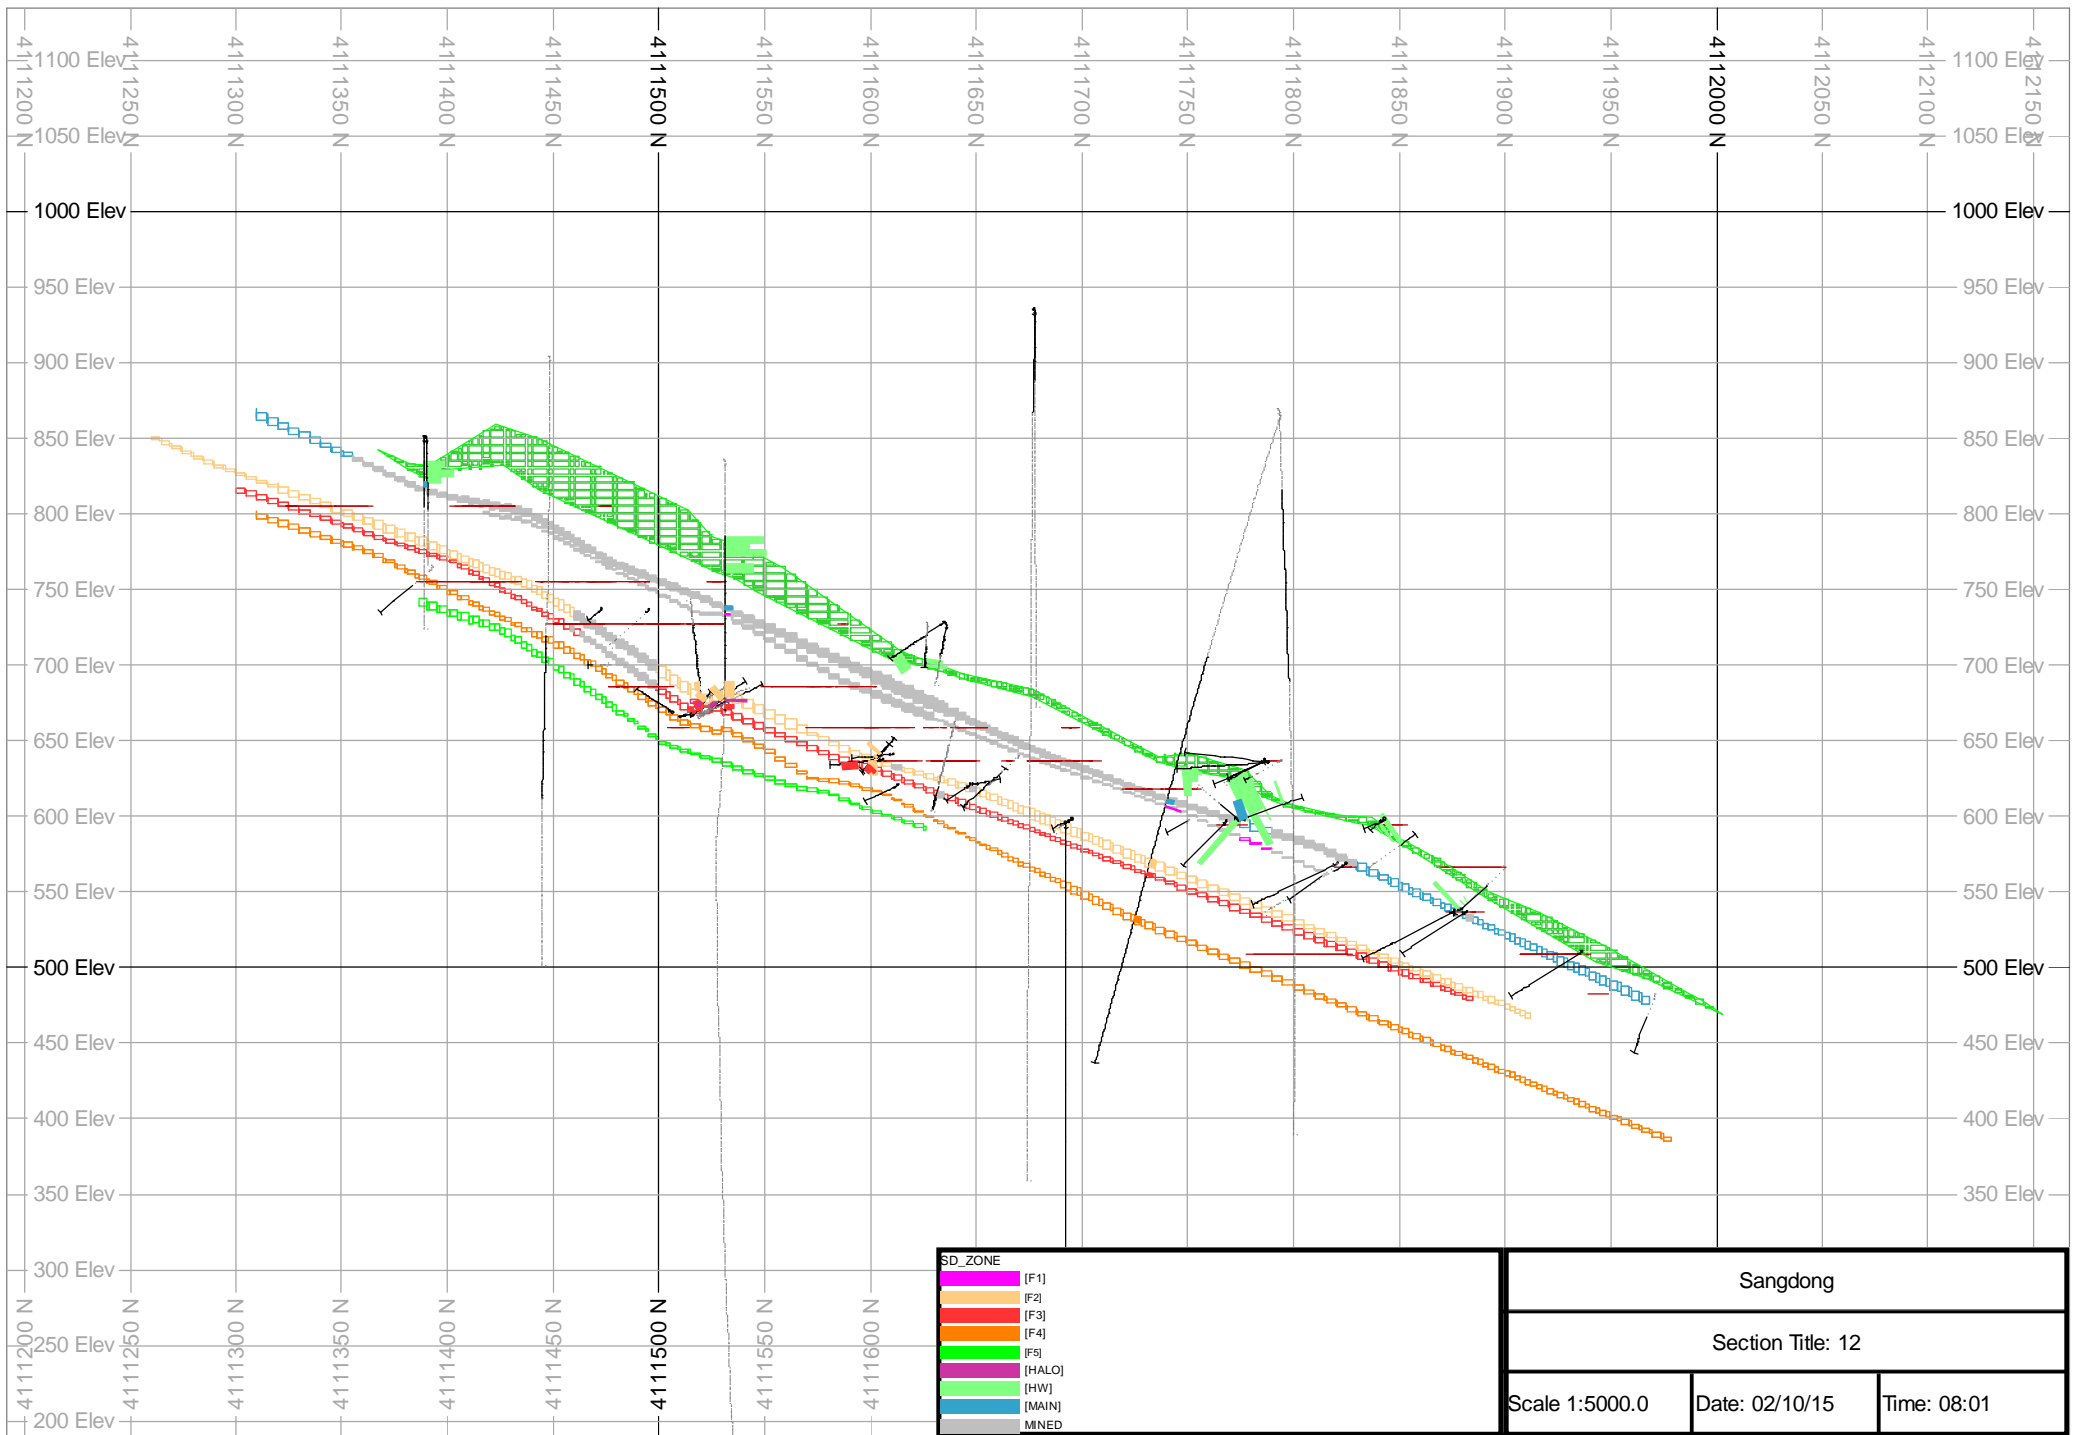 4111200 N
4111250 N
4111300 N
4111350 N
4111400 N
4111450 N
4111500 N
4111550 N
4111600 N
4111650 N
4111700 N
4111750 N
4111800 N
4111850 N
4111900 N
4111950 N
4112000 N
4112050 N
4112100 N
4112150 N
1100 Elev 1100 Elev
1050 Elev 1050 Elev
1000 Elev 1000 Elev
950 Elev 950 Elev
900 Elev 900 Elev
850 Elev 850 Elev
800 Elev 800 Elev
750 Elev 750 Elev
700 Elev 700 Elev
650 Elev 650 Elev
600 Elev 600 Elev
550 Elev 550 Elev
500 Elev 500 Elev
450 Elev 450 Elev
400 Elev 400 Elev
350 Elev 350 Elev
300 Elev
250 Elev
200 Elev
4111200 N
4111250 N
4111300 N
4111350 N
4111400 N
4111450 N
4111500 N
4111550 N
4111600 N
SD_ZONE
[F1]
[F2]
[F3]
[F4]
[F5]
[HALO]
[HW]
[MAIN]
MINED
Sangdong
Section Title: 12
Scale 1:5000.0 Date: 02/10/15 Time: 08:01